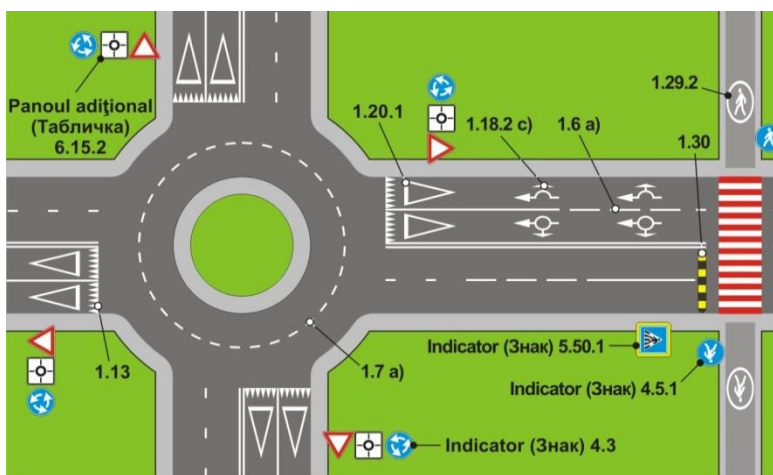 Panoul adiţional
(Табличка)
6.15.2
1.20.1
1.18.2 c)
1.6 a)
1.29.2
1.30
1.13
1.7 a)
Indicator (Знак) 5.50.1
Indicator (Знак) 4.5.1
Indicator (Знак) 4.3